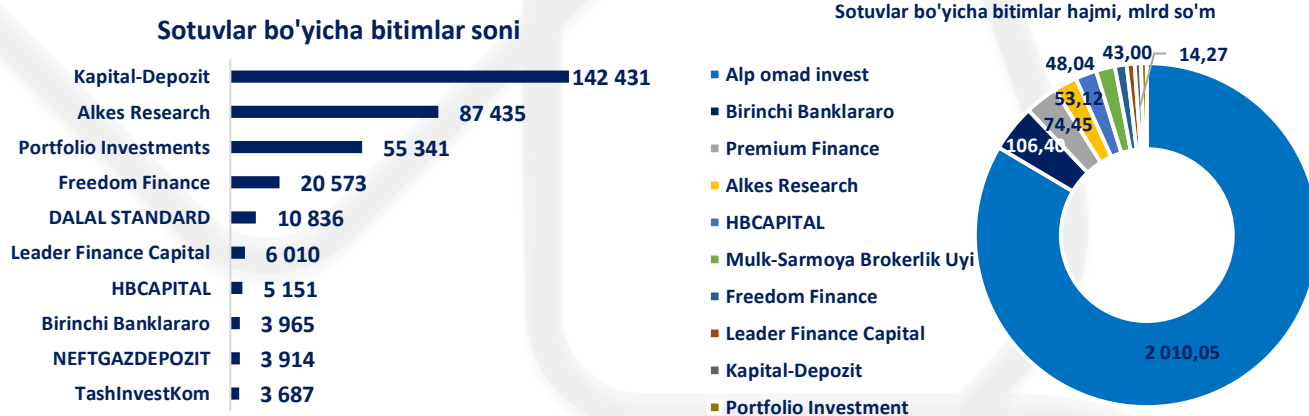 Sotuvlar bo'yicha bitimlar soni
Kapital-Depozit 142 431
Alkes Research 87 435
Portfolio Investments 55 341
Freedom Finance 20 573
DALAL STANDARD 10 836
Leader Finance Capital 6 010
HBCAPITAL 5 151
Birinchi Banklararo 3 965
NEFTGAZDEPOZIT 3 914
TashInvestKom 3 687
Sotuvlar bo'yicha bitimlar hajmi, mlrd so'm
Alp omad invest
Birinchi Banklararo
Premium Finance
Alkes Research
HBCAPITAL
Mulk-Sarmoya Brokerlik Uyi
Freedom Finance
Leader Finance Capital
Kapital-Depozit
Portfolio Investment
48,04
43,00
14,27
53,12
74,45
106,40
2 010,05